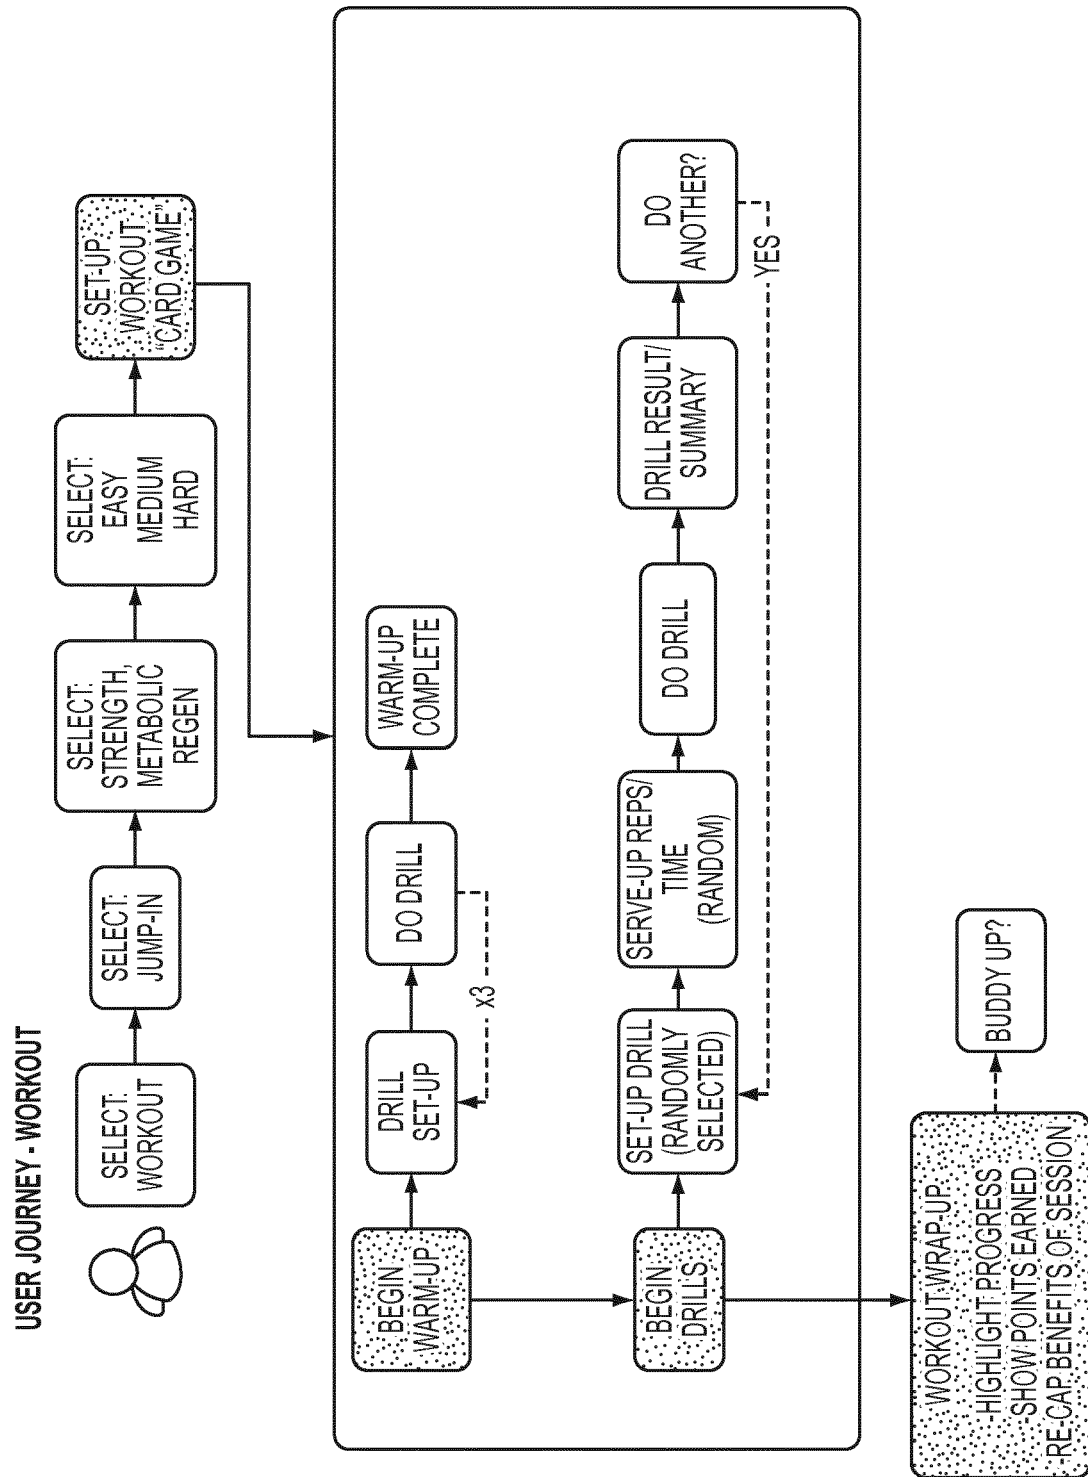 USER JOURNEY - WORKOUT
SELECT:
WORKOUT
SELECT:
JUMP-IN
SELECT:
STRENGTH,
METABOLIC
REGEN
SELECT:
EASY
MEDIUM
HARD
SET-UP
WORKOUT
"CARD GAME"
BEGIN
WARM-UP
DRILL
SET-UP
DO DRILL
x3
WARM-UP
COMPLETE
BEGIN
DRILLS
SET-UP DRILL
(RANDOMLY
SELECTED)
SERVE-UP REPS/
TIME
(RANDOM)
DO DRILL
DRILL RESULT/
SUMMARY
DO
ANOTHER?
YES
WORKOUT WRAP-UP
-HIGHLIGHT PROGRESS
-SHOW POINTS EARNED
-RE-CAP BENEFITS OF SESSION
BUDDY UP?